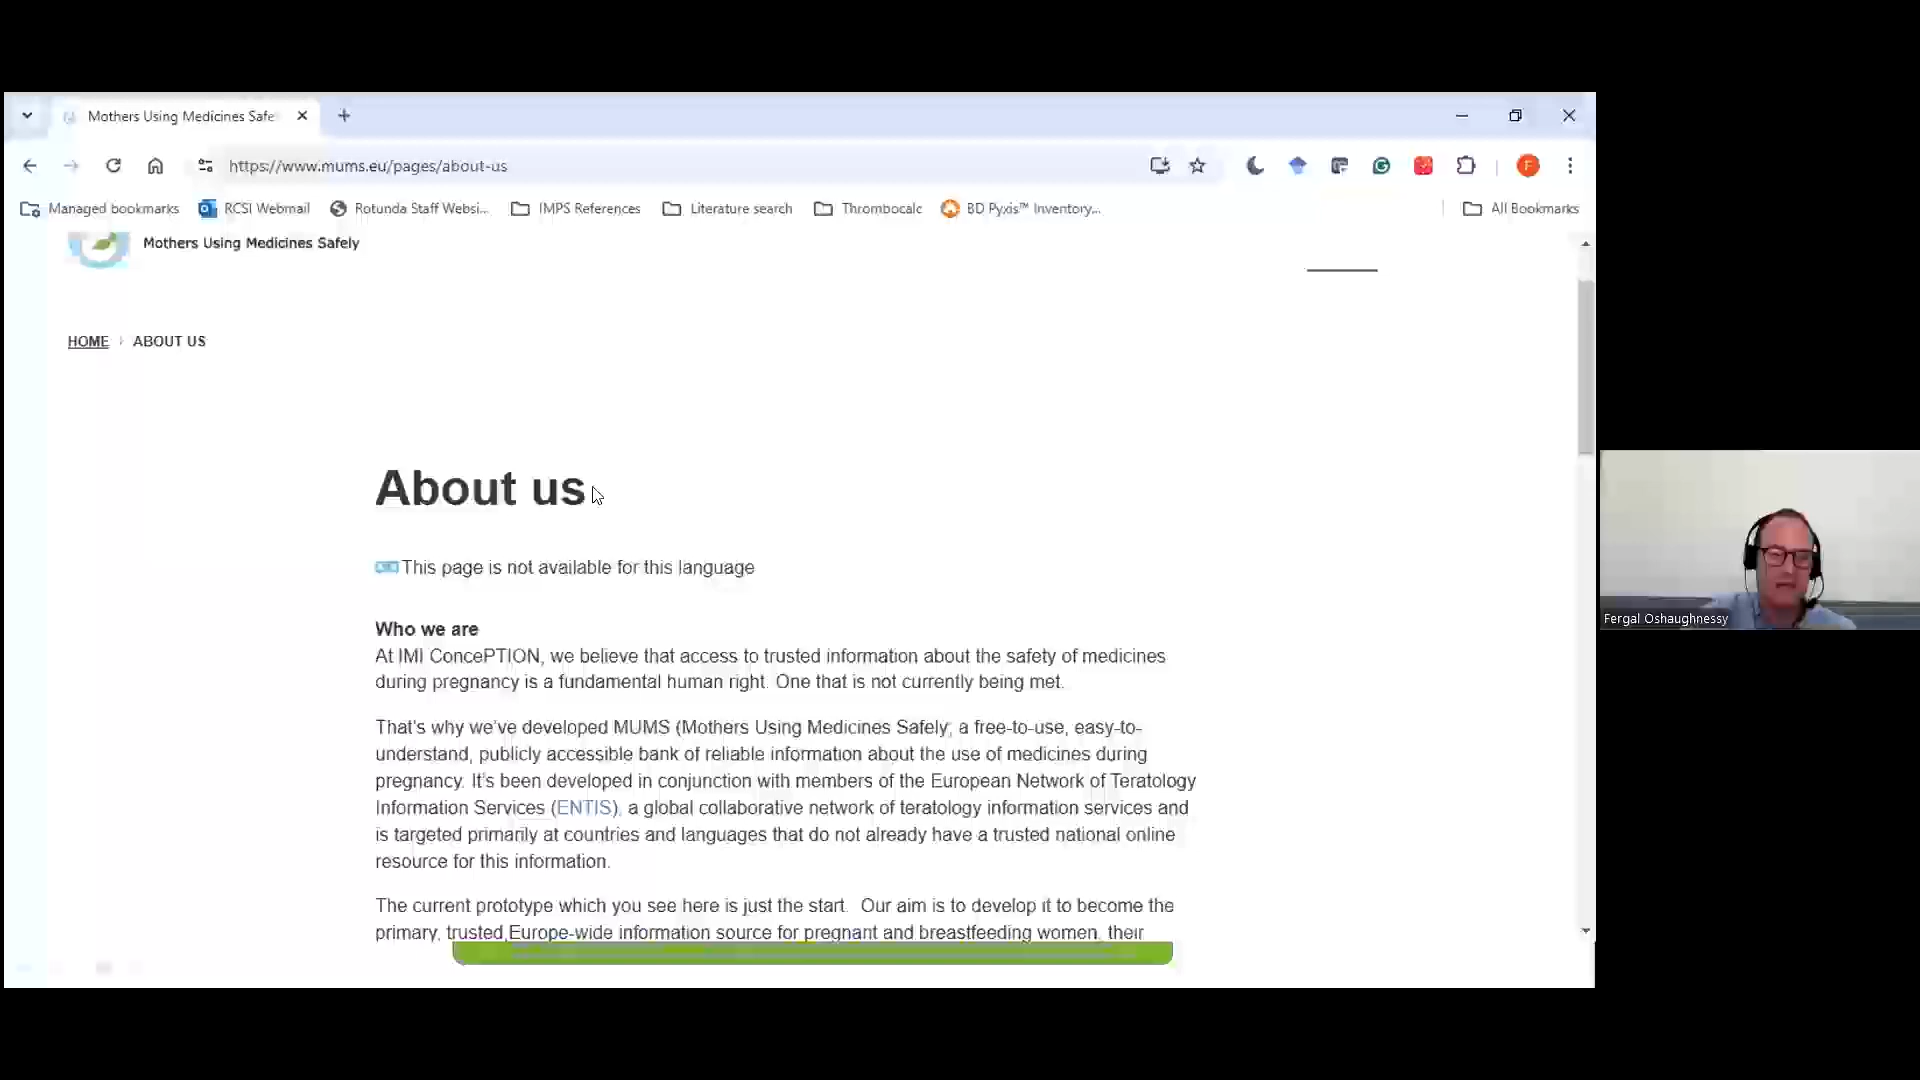 Mothers Using Medicines Safe
https://www.mums.eu/pages/about-us
Managed bookmarks
RCSI Webmail
Rotunda Staff Websi...
IMPS References
Literature search
Thrombocalc
BD Pyxis™ Inventory...
All Bookmarks
Mothers Using Medicines Safely
HOME › ABOUT US
About us
This page is not available for this language
Who we are
At IMI ConcePTION, we believe that access to trusted information about the safety of medicines
during pregnancy is a fundamental human right. One that is not currently being met.
That's why we've developed MUMS (Mothers Using Medicines Safely; a free-to-use, easy-to-
understand, publicly accessible bank of reliable information about the use of medicines during
pregnancy. It's been developed in conjunction with members of the European Network of Teratology
Information Services (ENTIS), a global collaborative network of teratology information services and
is targeted primarily at countries and languages that do not already have a trusted national online
resource for this information.
The current prototype which you see here is just the start. Our aim is to develop it to become the
primary, trusted Europe-wide information source for pregnant and breastfeeding women, their
Fergal Oshaughnessy